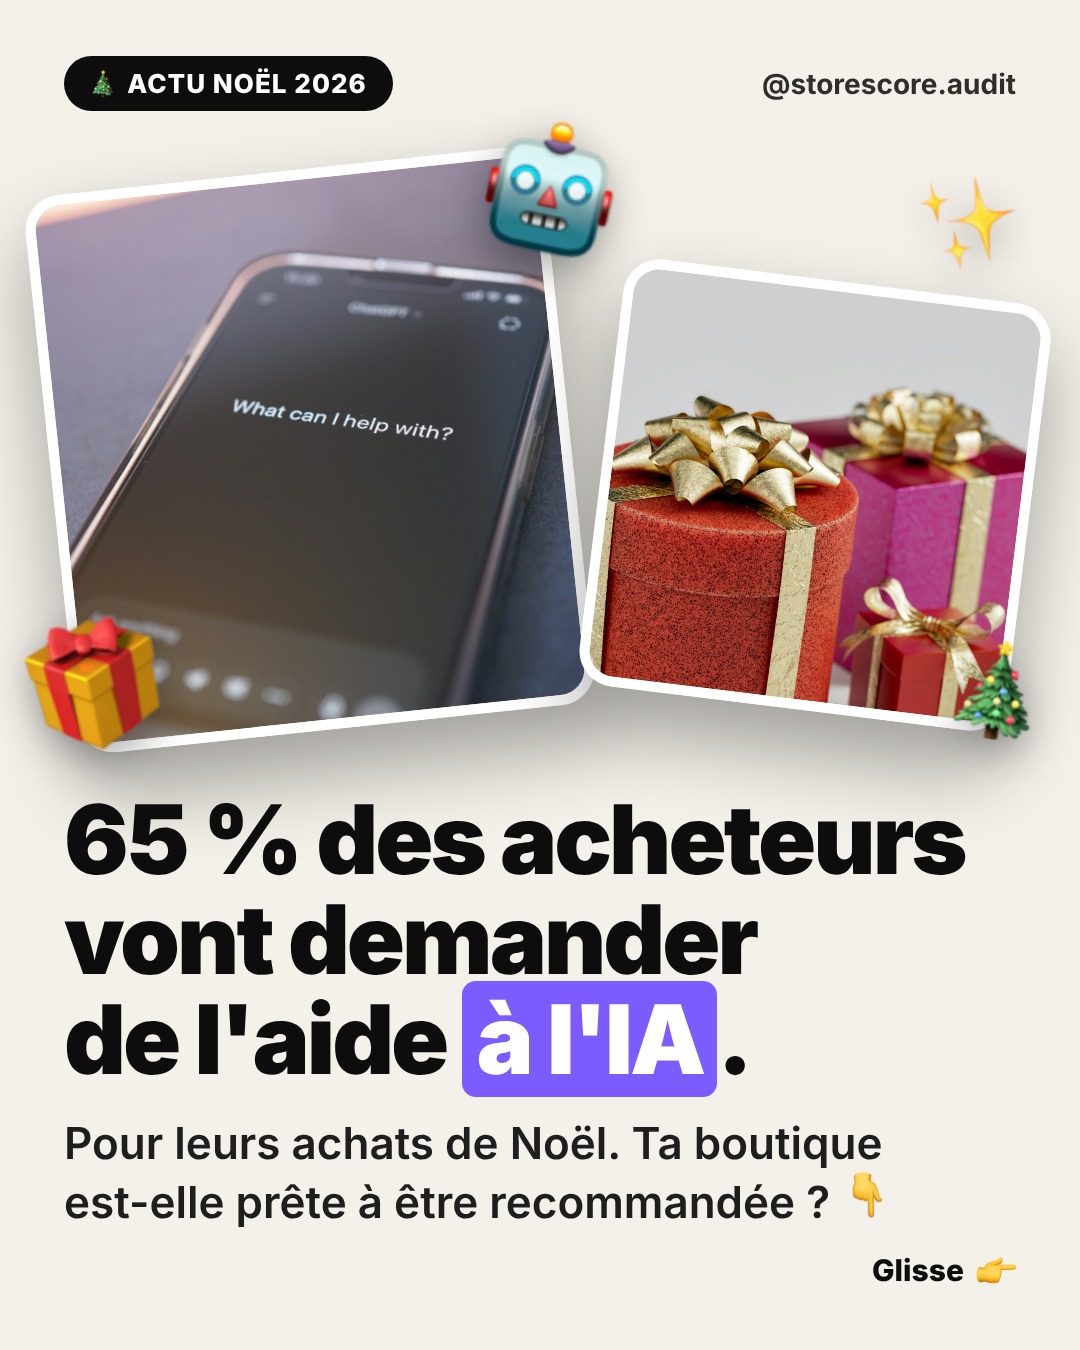 🎄 ACTU NOËL 2026
@storescore.audit
ChatGPT
What can I help with?
65 % des acheteurs
vont demander
de l'aide à l'IA.
Pour leurs achats de Noël. Ta boutique
est-elle prête à être recommandée ? 👇
Glisse 👉